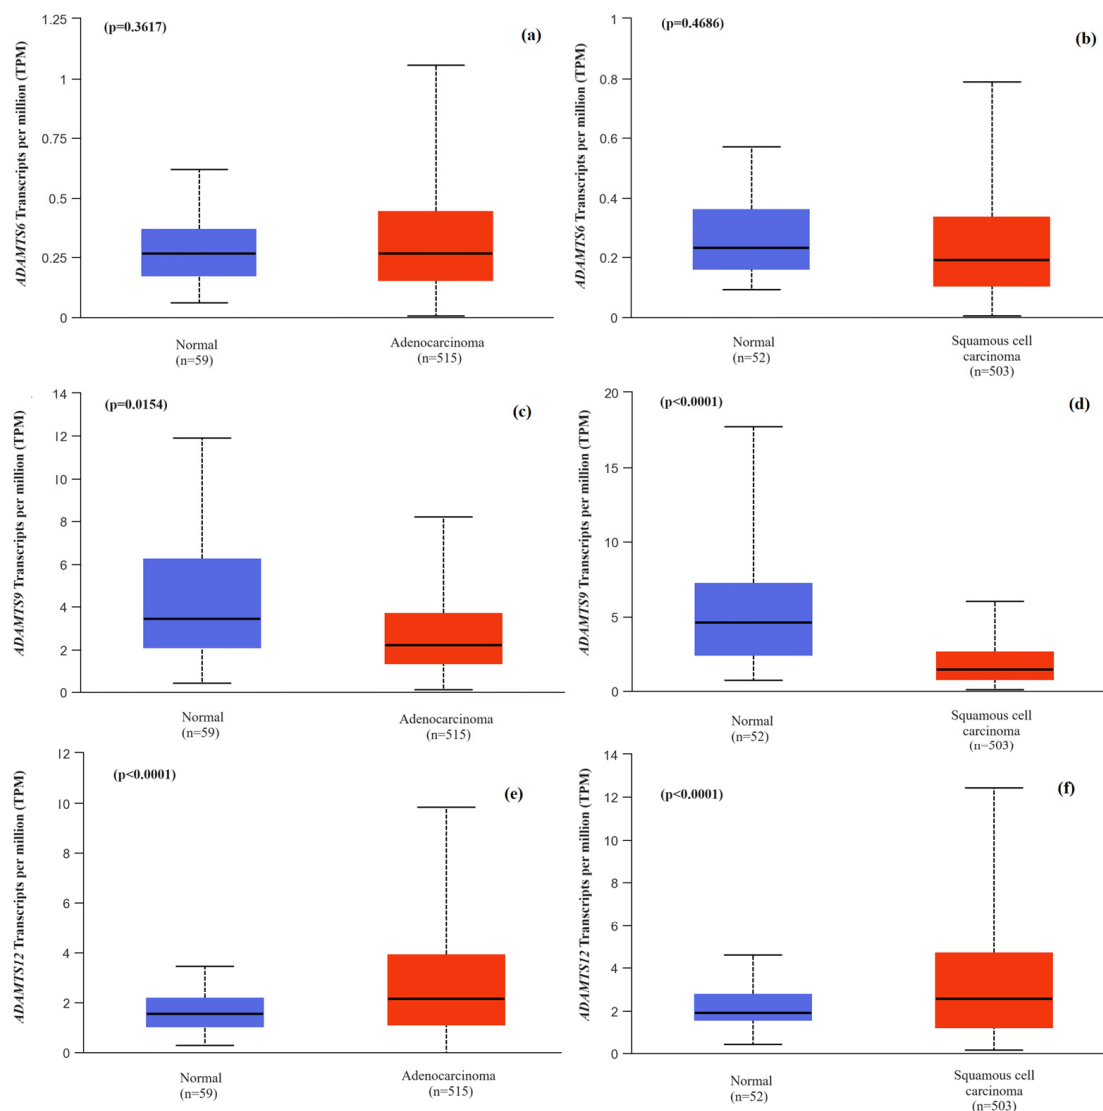 (p=0.3617)
(a)
ADAMTS6 Transcripts per million (TPM)
1.25
1
0.75
0.5
0.25
0
Normal
(n=59)
Adenocarcinoma
(n=515)
(p=0.4686)
(b)
ADAMTS6 Transcripts per million (TPM)
1
0.8
0.6
0.4
0.2
0
Normal
(n=52)
Squamous cell
carcinoma
(n=503)
(p=0.0154)
(c)
ADAMTS9 Transcripts per million (TPM)
14
12
10
8
6
4
2
0
Normal
(n=59)
Adenocarcinoma
(n=515)
(p<0.0001)
(d)
ADAMTS9 Transcripts per million (TPM)
20
15
10
5
0
Normal
(n=52)
Squamous cell
carcinoma
(n=503)
(p<0.0001)
(e)
ADAMTS12 Transcripts per million (TPM)
12
10
8
6
4
2
0
Normal
(n=59)
Adenocarcinoma
(n=515)
(p<0.0001)
(f)
ADAMTS12 Transcripts per million (TPM)
14
12
10
8
6
4
2
0
Normal
(n=52)
Squamous cell
carcinoma
(n=503)